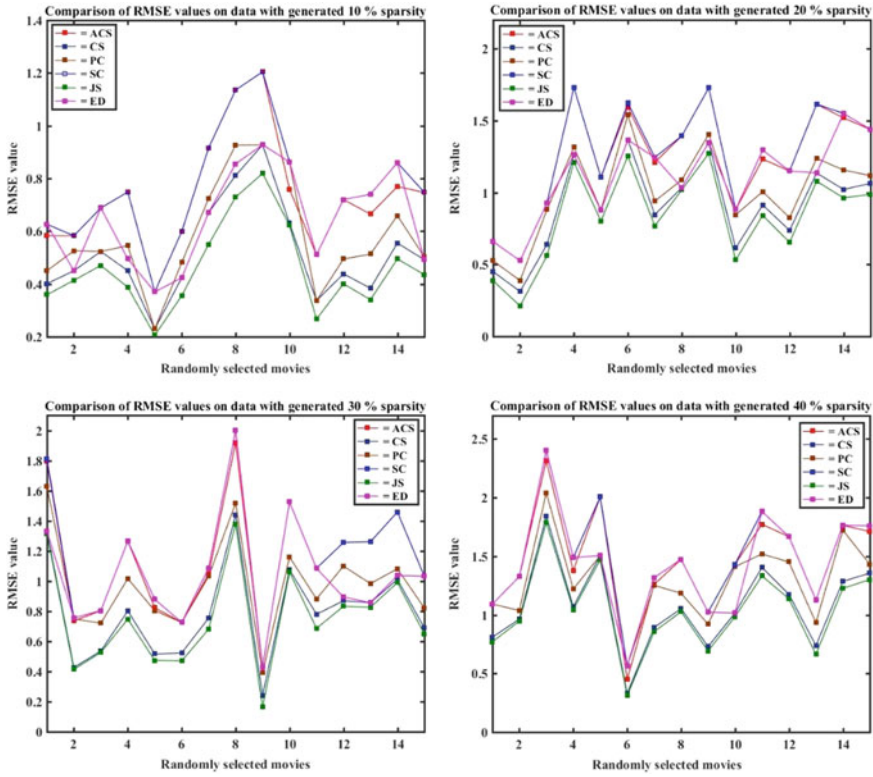 Comparison of RMSE values on data with generated 10 % sparsity
1.4
1.2
1
0.8
0.6
0.4
0.2
RMSE value
= ACS
= CS
= PC
= SC
= JS
= ED
2 4 6 8 10 12 14
Randomly selected movies
Comparison of RMSE values on data with generated 20 % sparsity
2
1.5
1
0.5
0
RMSE value
= ACS
= CS
= PC
= SC
= JS
= ED
2 4 6 8 10 12 14
Randomly selected movies
Comparison of RMSE values on data with generated 30 % sparsity
2
1.8
1.6
1.4
1.2
1
0.8
0.6
0.4
0.2
0
RMSE value
= ACS
= CS
= PC
= SC
= JS
= ED
2 4 6 8 10 12 14
Randomly selected movies
Comparison of RMSE values on data with generated 40 % sparsity
2.5
2
1.5
1
0.5
0
RMSE value
= ACS
= CS
= PC
= SC
= JS
= ED
2 4 6 8 10 12 14
Randomly selected movies